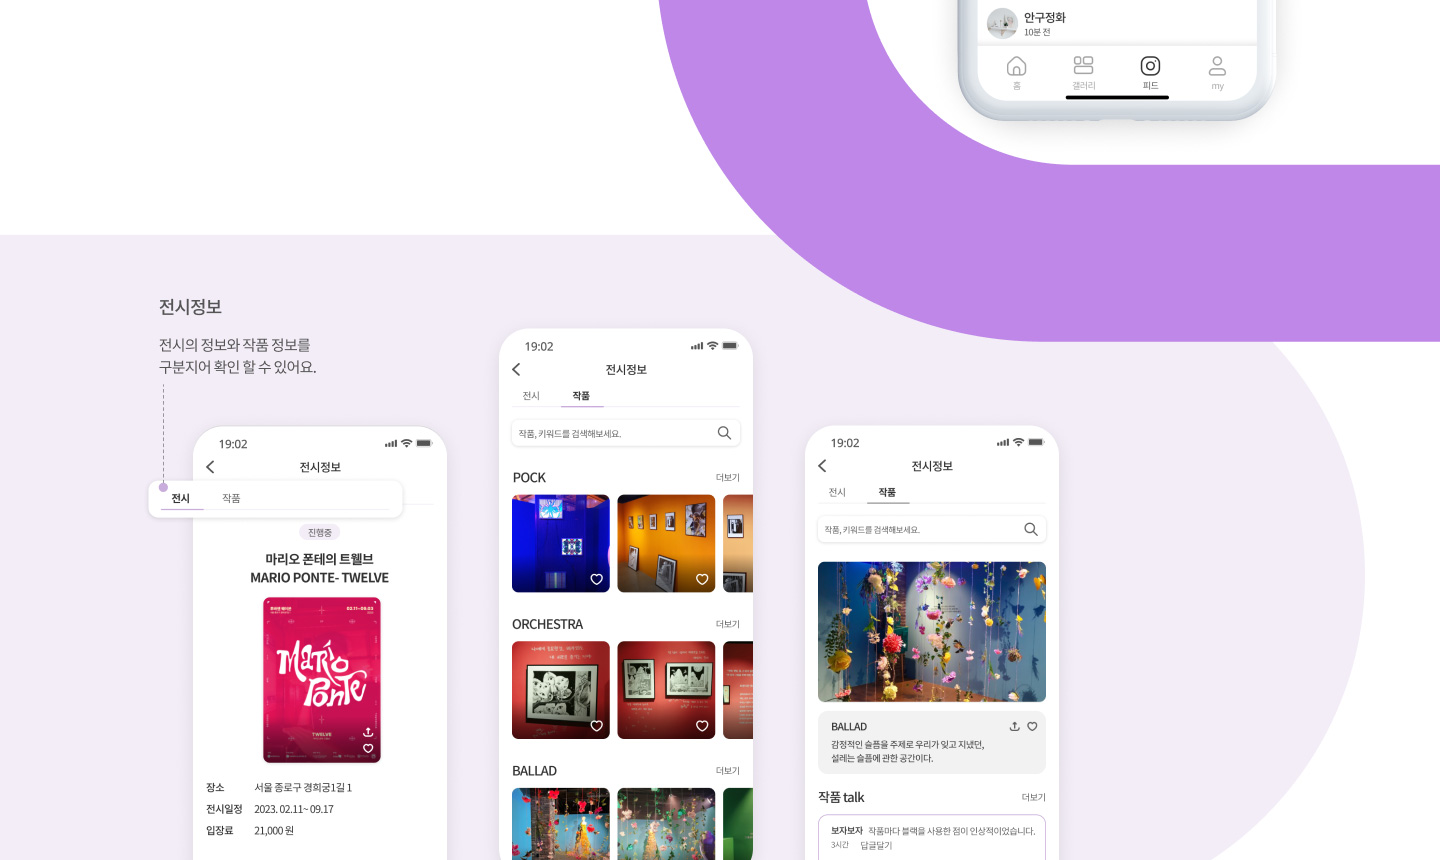 안구정화
10분 전
홈
갤러리
피드
my
전시정보
전시의 정보와 작품 정보를
구분지어 확인 할 수 있어요.
19:02
전시정보
전시
작품
진행중
마리오 폰테의 트웰브
MARIO PONTE- TWELVE
02.11~09.03
Mario
Ponte
TWELVE
장소
서울 종로구 경희궁1길 1
전시일정
2023. 02.11~ 09.17
입장료
21,000 원
19:02
전시정보
전시
작품
작품, 키워드를 검색해보세요.
POCK
더보기
ORCHESTRA
더보기
BALLAD
더보기
19:02
전시정보
전시
작품
작품, 키워드를 검색해보세요.
BALLAD
감정적인 슬픔을 주제로 우리가 잊고 지냈던,
설레는 슬픔에 관한 공간이다.
작품 talk
더보기
보자보자 작품마다 블랙을 사용한 점이 인상적이었습니다.
3시간 답글달기